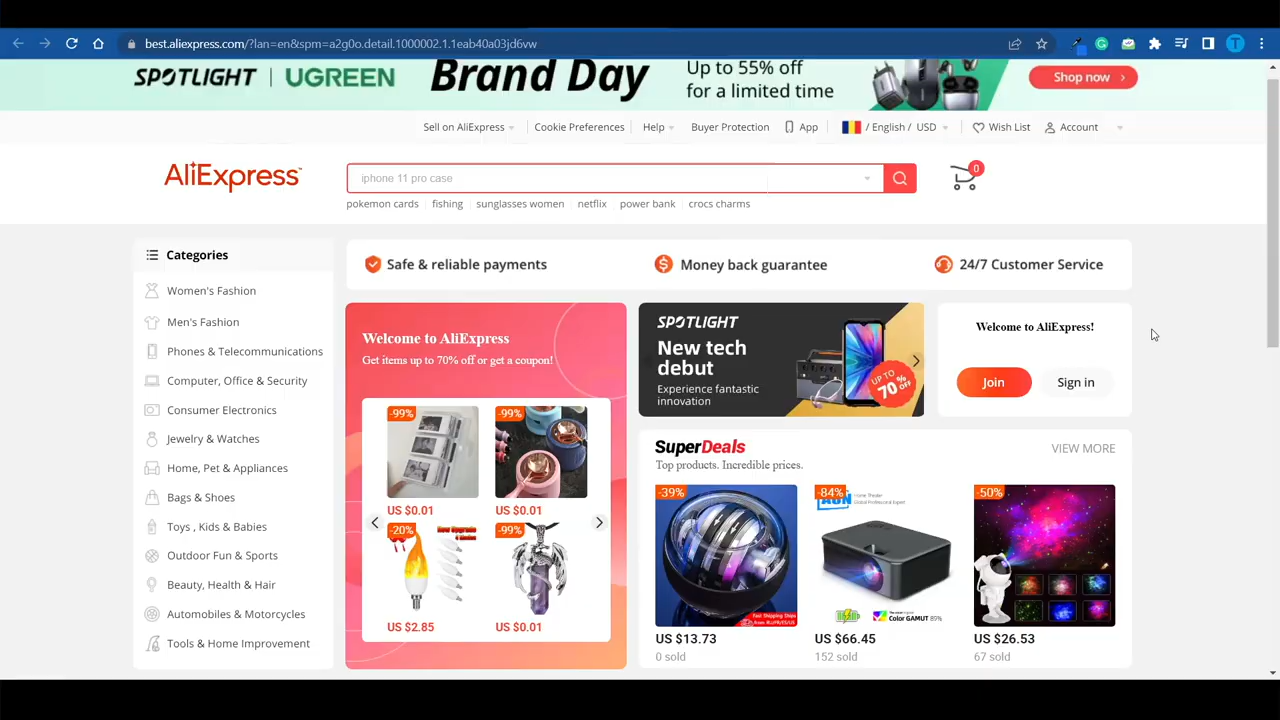 best.aliexpress.com/?lan=en&spm=a2g0o.detail.1000002.1.1eab40a03jd6vw
T
SPOTLIGHT | UGREEN
Brand Day
Up to 55% off
for a limited time
Shop now
Sell on AliExpress
Cookie Preferences
Help
Buyer Protection
App
/ English / USD
Wish List
Account
AliExpress
iphone 11 pro case
0
pokemon cards
fishing
sunglasses women
netflix
power bank
crocs charms
Categories
Women's Fashion
Men's Fashion
Phones & Telecommunications
Computer, Office & Security
Consumer Electronics
Jewelry & Watches
Home, Pet & Appliances
Bags & Shoes
Toys , Kids & Babies
Outdoor Fun & Sports
Beauty, Health & Hair
Automobiles & Motorcycles
Tools & Home Improvement
Safe & reliable payments
Money back guarantee
24/7 Customer Service
Welcome to AliExpress
Get items up to 70% off or get a coupon!
-99%
US $0.01
-99%
US $0.01
-20%
US $2.85
-99%
US $0.01
SPOTLIGHT
New tech
debut
Experience fantastic
innovation
UP TO
70%
OFF
Welcome to AliExpress!
Join
Sign in
SuperDeals
VIEW MORE
Top products. Incredible prices.
-39%
US $13.73
0 sold
-84%
AUN
Home Theater
Color GAMUT 89%
US $66.45
152 sold
-50%
US $26.53
67 sold